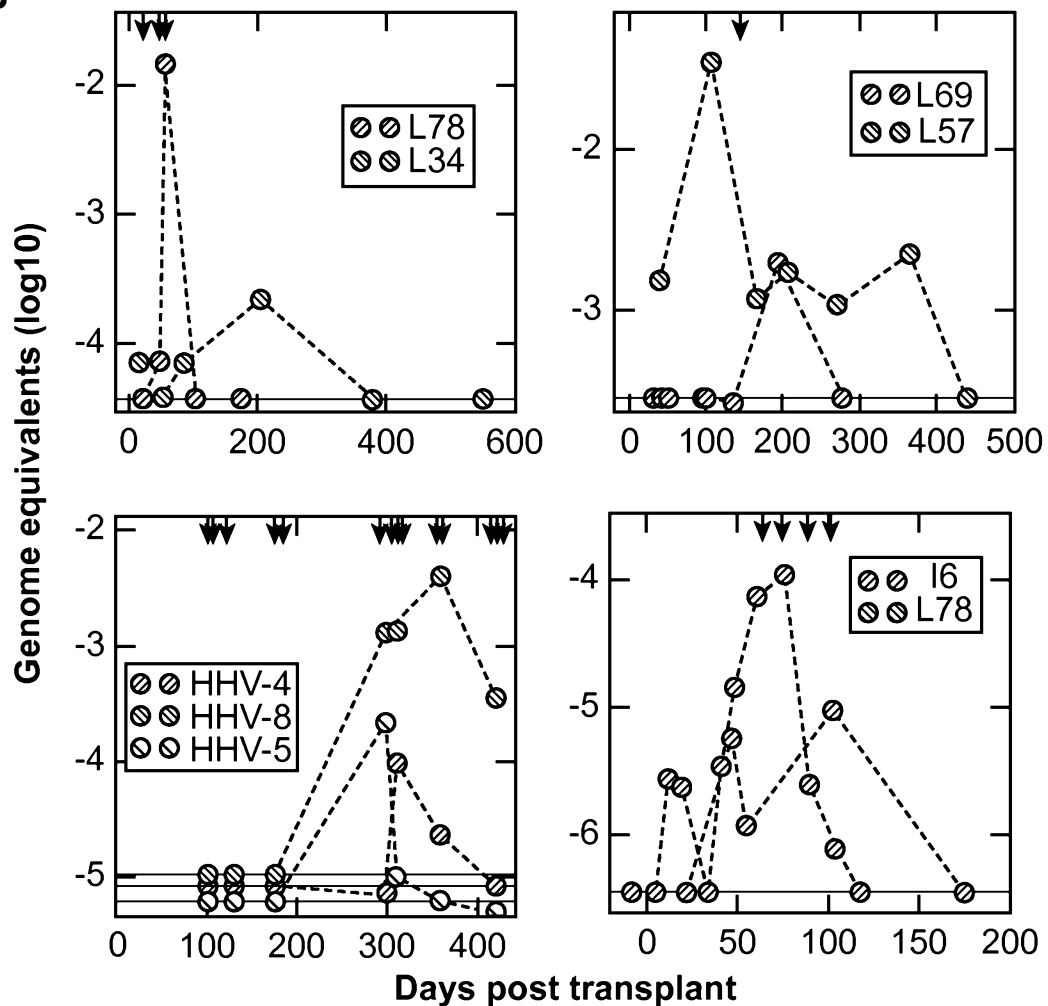 Genome equivalents (log10)
-2
-3
-4
L78
L34
0 200 400 600
-2
-3
L69
L57
0 100 200 300 400 500
-2
-3
-4
-5
HHV-4
HHV-8
HHV-5
0 100 200 300 400
-4
-5
-6
I6
L78
0 50 100 150 200
Days post transplant